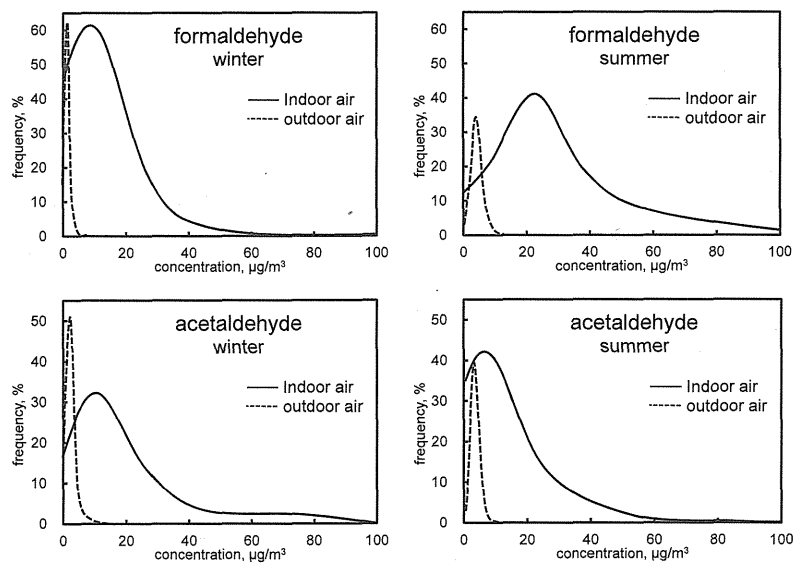 formaldehyde
winter
Indoor air
outdoor air
frequency, %
60
50
40
30
20
10
0
0 20 40 60 80 100
concentration, µg/m³
formaldehyde
summer
Indoor air
outdoor air
frequency, %
60
50
40
30
20
10
0
0 20 40 60 80 100
concentration, µg/m³
acetaldehyde
winter
Indoor air
outdoor air
frequency, %
50
40
30
20
10
0
0 20 40 60 80 100
concentration, µg/m³
acetaldehyde
summer
Indoor air
outdoor air
frequency, %
50
40
30
20
10
0
0 20 40 60 80 100
concentration, µg/m³